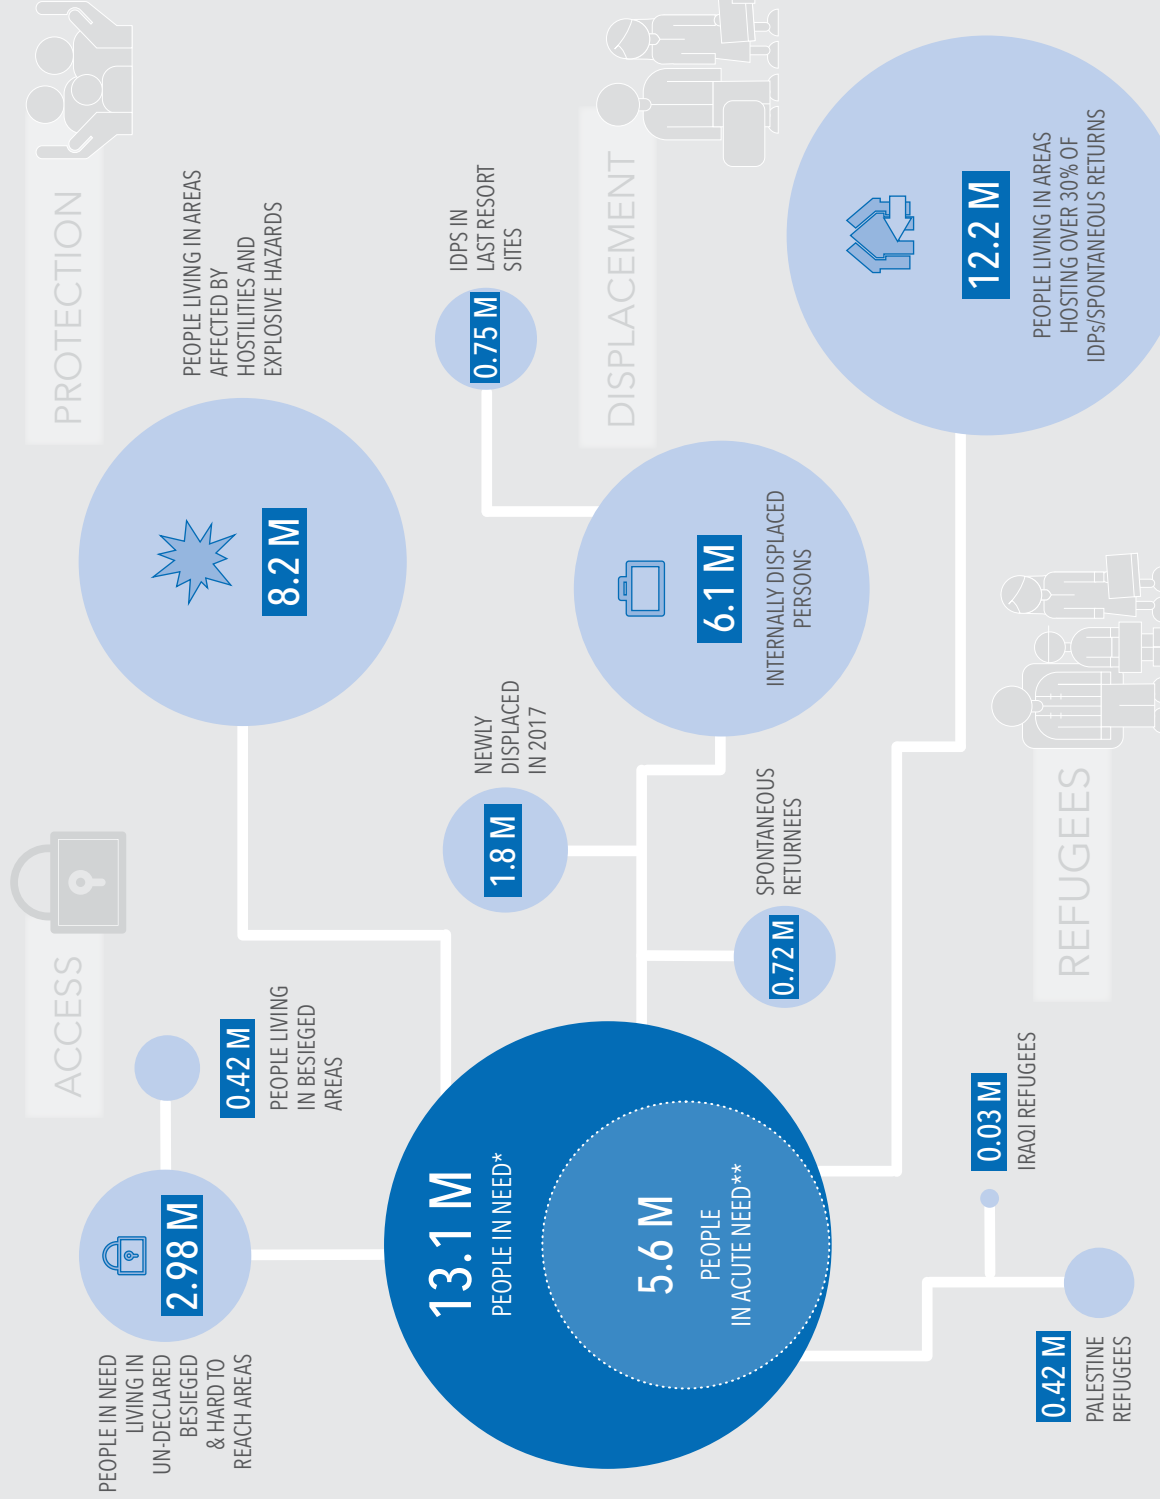 ACCESS
PEOPLE IN NEED
LIVING IN
UN-DECLARED
BESIEGED
& HARD TO
REACH AREAS
2.98 M
0.42 M
PEOPLE LIVING
IN BESIEGED
AREAS
PROTECTION
8.2 M
PEOPLE LIVING IN AREAS
AFFECTED BY
HOSTILITIES AND
EXPLOSIVE HAZARDS
13.1 M
PEOPLE IN NEED*
5.6 M
PEOPLE
IN ACUTE NEED**
DISPLACEMENT
1.8 M
NEWLY
DISPLACED
IN 2017
0.72 M
SPONTANEOUS
RETURNEES
6.1 M
INTERNALLY DISPLACED
PERSONS
0.75 M
IDPS IN
LAST RESORT
SITES
12.2 M
PEOPLE LIVING IN AREAS
HOSTING OVER 30% OF
IDPs/SPONTANEOUS RETURNS
REFUGEES
0.03 M
IRAQI REFUGEES
0.42 M
PALESTINE
REFUGEES